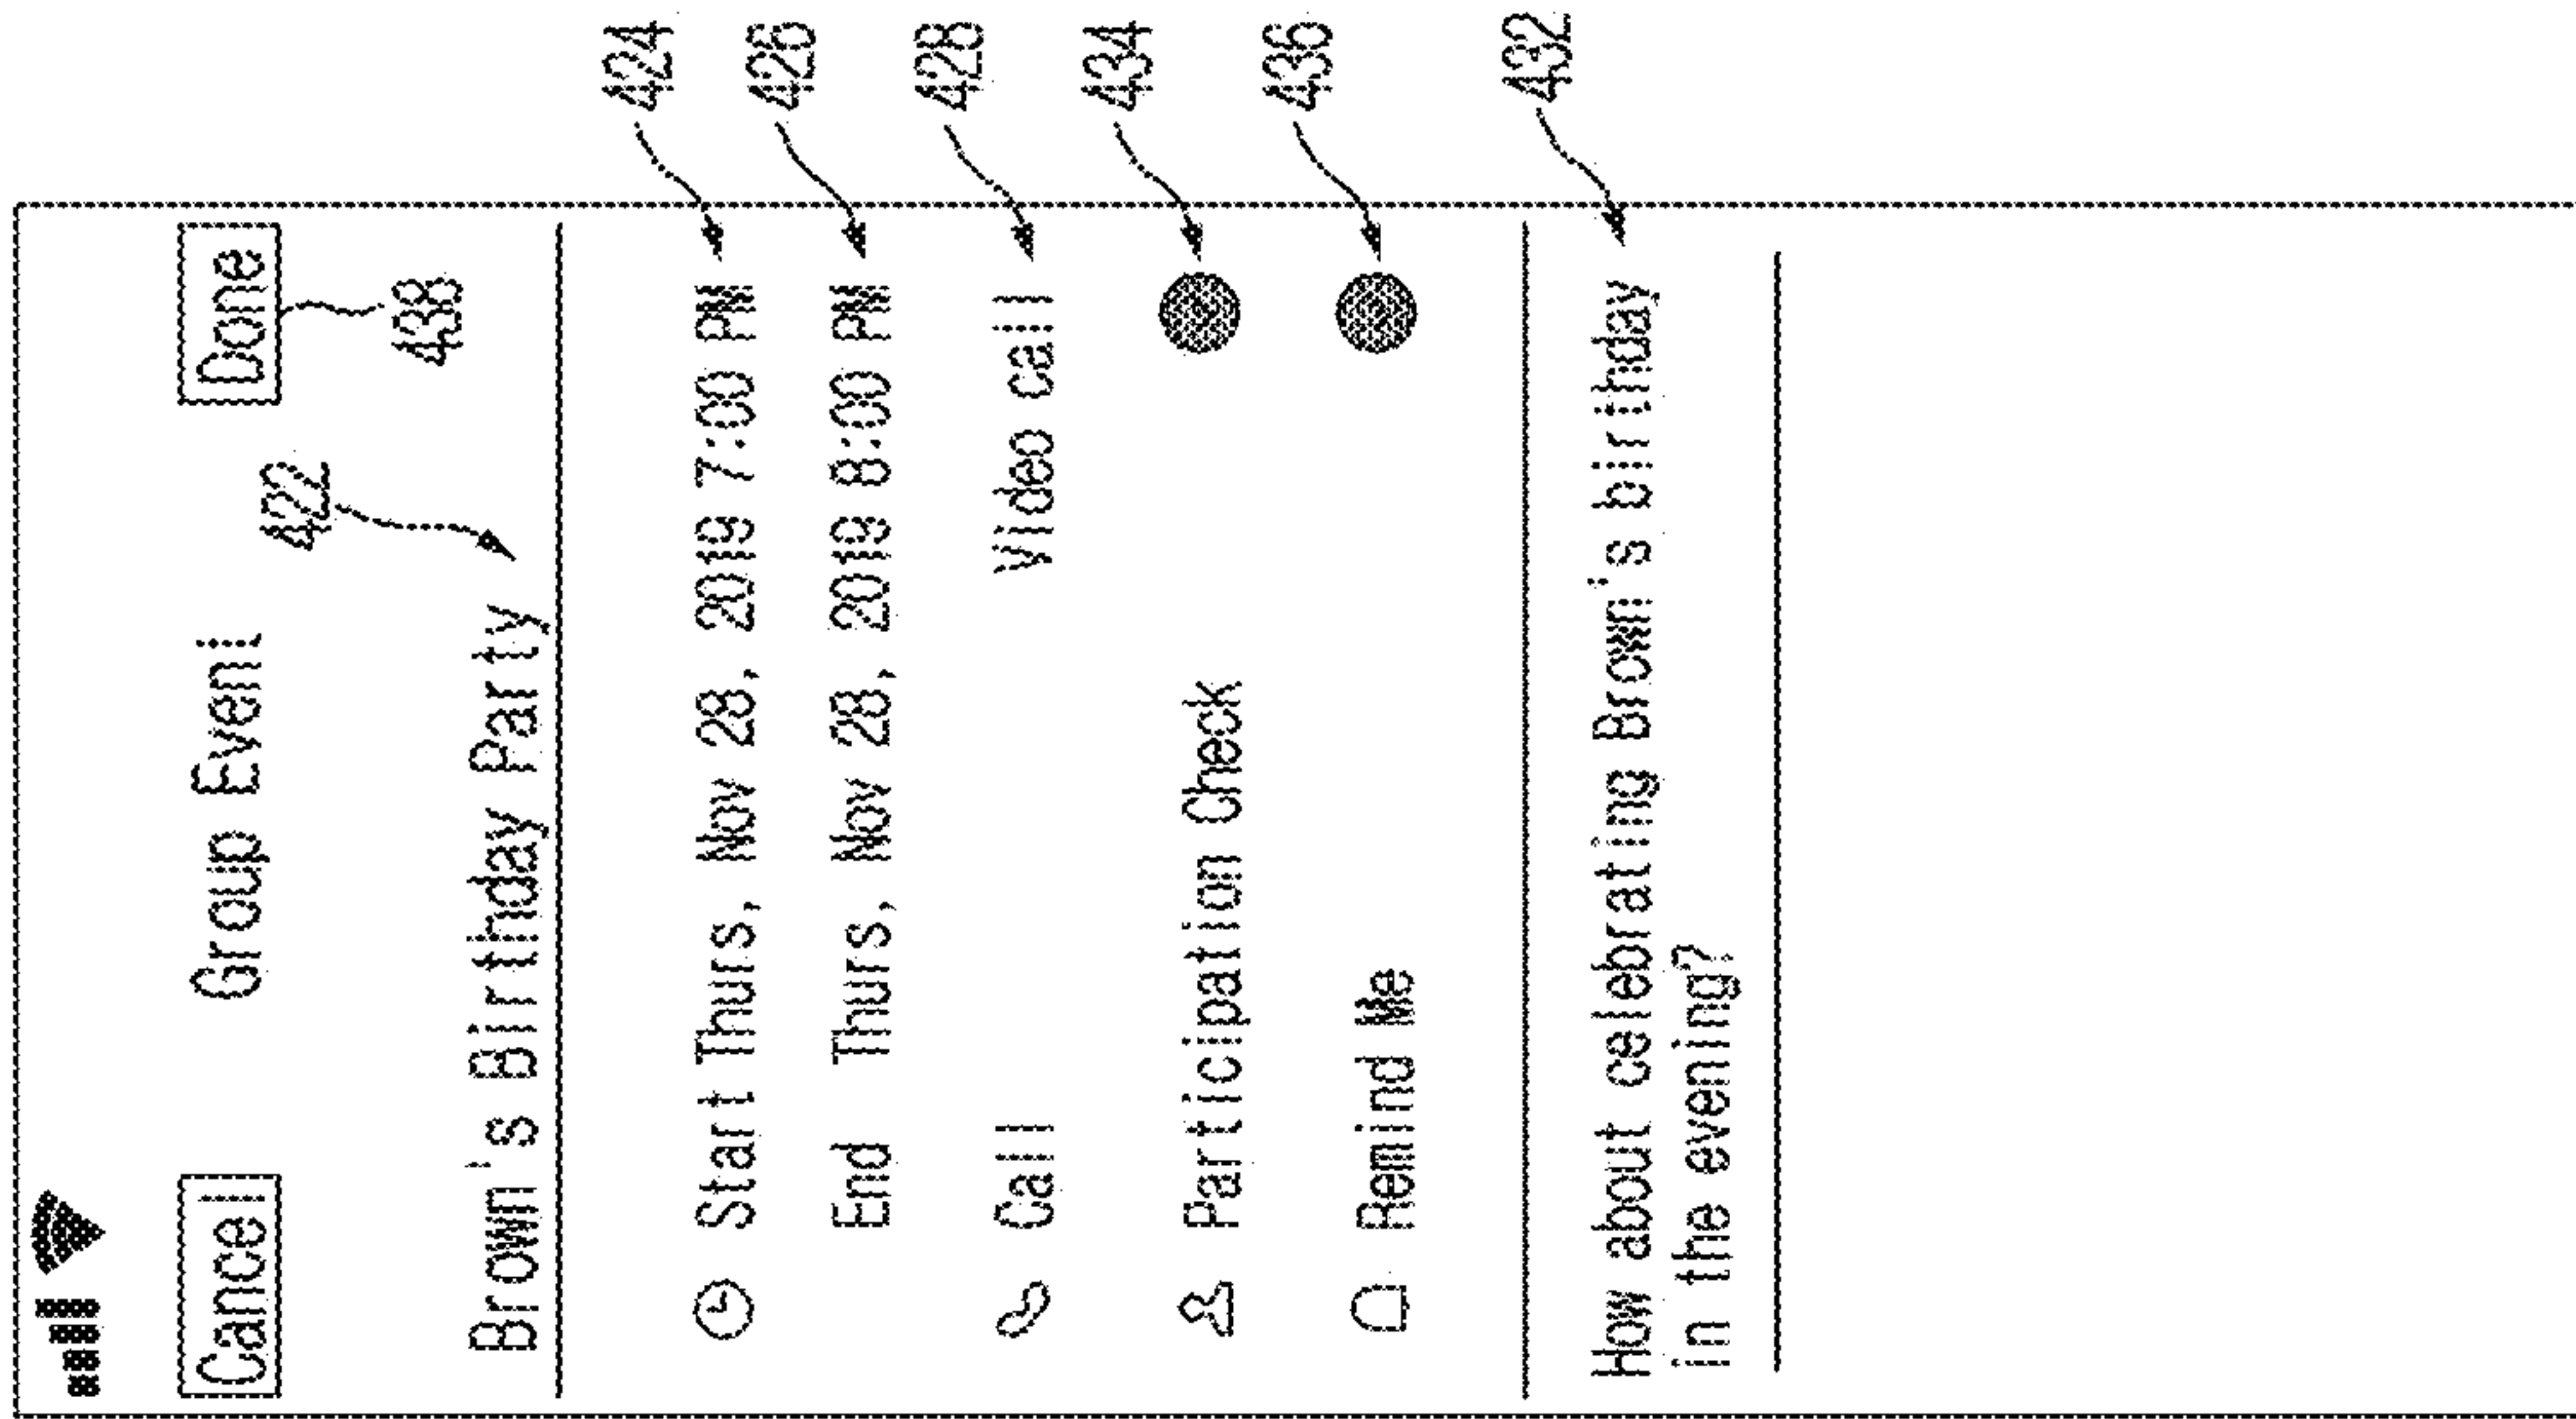 Cancel Group Event Done
438
422
Brown's Birthday Party
Start Thurs, Nov 28, 2019 7:00 PM 424
End Thurs, Nov 28, 2019 8:00 PM 426
Call Video call 428
Participation Check 434
Remind Me 436
How about celebrating Brown's birthday 432
in the evening?